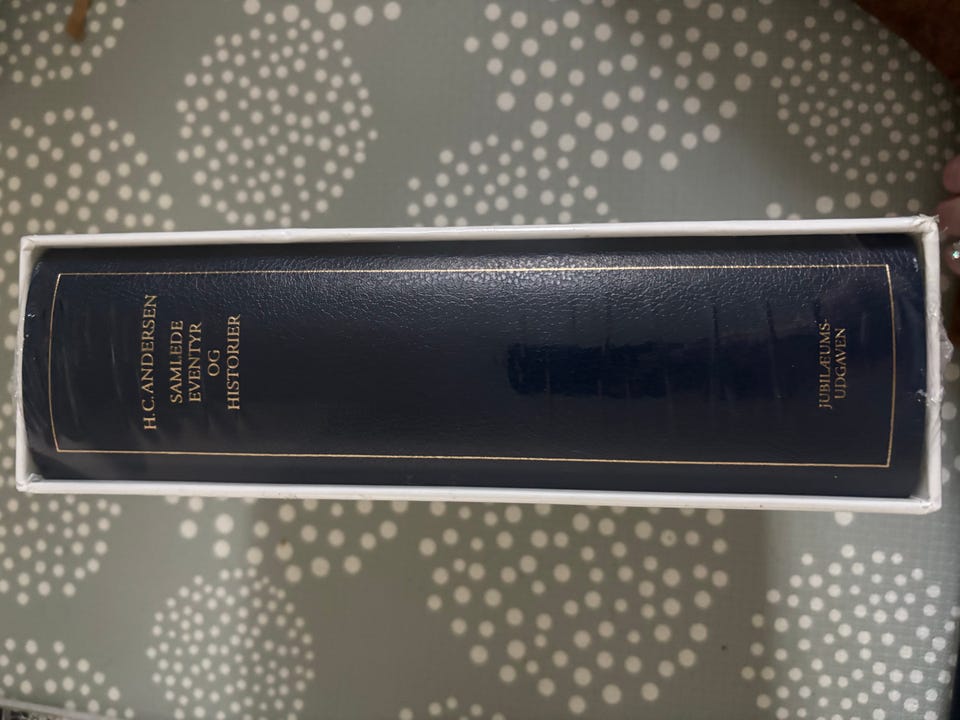 H.C. ANDERSEN
SAMLEDE
EVENTYR
OG
HISTORIER
JUBILÆUMS-
UDGAVEN